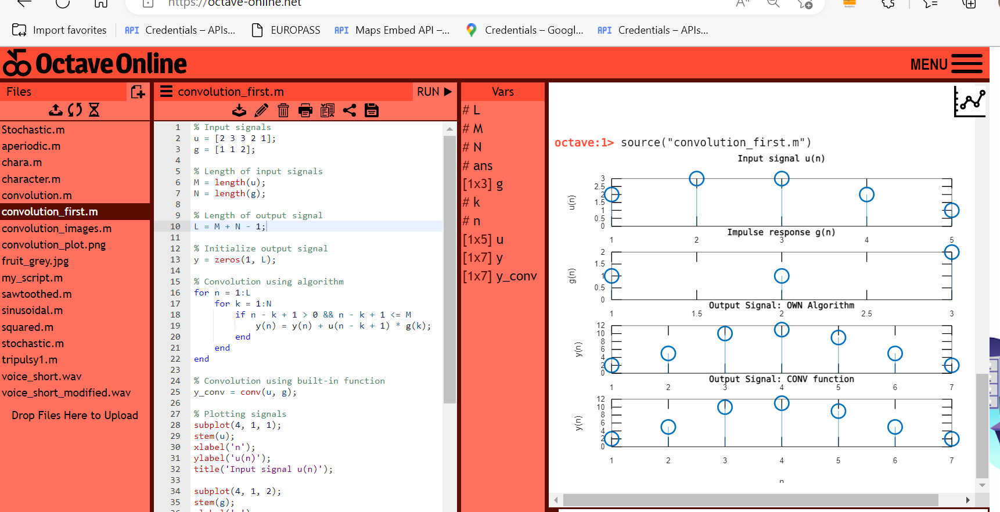 https://octave-online.net
Import favorites
API Credentials – APIs...
EUROPASS
API Maps Embed API –...
Credentials – Googl...
API Credentials – APIs...
Octave Online
MENU
Files
Stochastic.m
aperiodic.m
chara.m
character.m
convolution.m
convolution_first.m
convolution_images.m
convolution_plot.png
fruit_grey.jpg
my_script.m
sawtoothed.m
sinusoidal.m
squared.m
stochastic.m
tripulsy1.m
voice_short.wav
voice_short_modified.wav
Drop Files Here to Upload
convolution_first.m
RUN
1 % Input signals
2 u = [2 3 3 2 1];
3 g = [1 1 2];
4
5 % Length of input signals
6 M = length(u);
7 N = length(g);
8
9 % Length of output signal
10 L = M + N - 1;
11
12 % Initialize output signal
13 y = zeros(1, L);
14
15 % Convolution using algorithm
16 for n = 1:L
17 for k = 1:N
18 if n - k + 1 > 0 && n - k + 1 <= M
19 y(n) = y(n) + u(n - k + 1) * g(k);
20 end
21 end
22 end
23
24 % Convolution using built-in function
25 y_conv = conv(u, g);
26
27 % Plotting signals
28 subplot(4, 1, 1);
29 stem(u);
30 xlabel('n');
31 ylabel('u(n)');
32 title('Input signal u(n)');
33
34 subplot(4, 1, 2);
35 stem(g);
Vars
# L
# M
# N
# ans
[1x3] g
# k
# n
[1x5] u
[1x7] y
[1x7] y_conv
octave:1> source("convolution_first.m")
Input signal u(n)
u(n)
3
2.5
2
1.5
1
0.5
0
1 2 3 4 5
Impulse response g(n)
g(n)
2
1.5
1
0.5
0
1 1.5 2 2.5 3
Output Signal: OWN Algorithm
y(n)
12
10
8
6
4
2
0
1 2 3 4 5 6 7
Output Signal: CONV function
y(n)
12
10
8
6
4
2
0
1 2 3 4 5 6 7
n